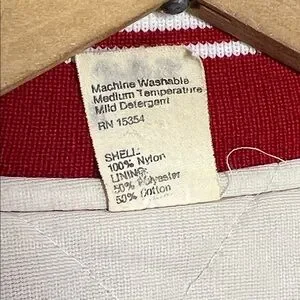 Machine Washable
Medium Temperature
Mild Detergent
RN 15354
SHELL:
100% Nylon
LINING:
50% Polyester
50% Cotton